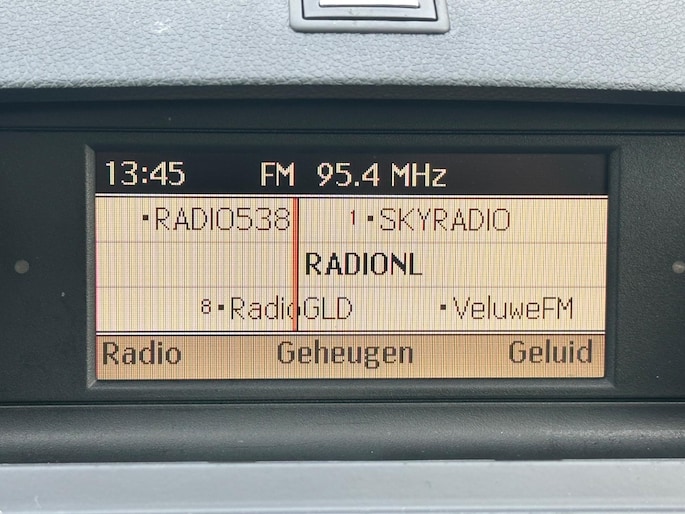 13:45 FM 95.4 MHz
·RADIO538 1 ·SKYRADIO
RADIONL
8 ·RadioGLD ·VeluweFM
Radio Geheugen Geluid